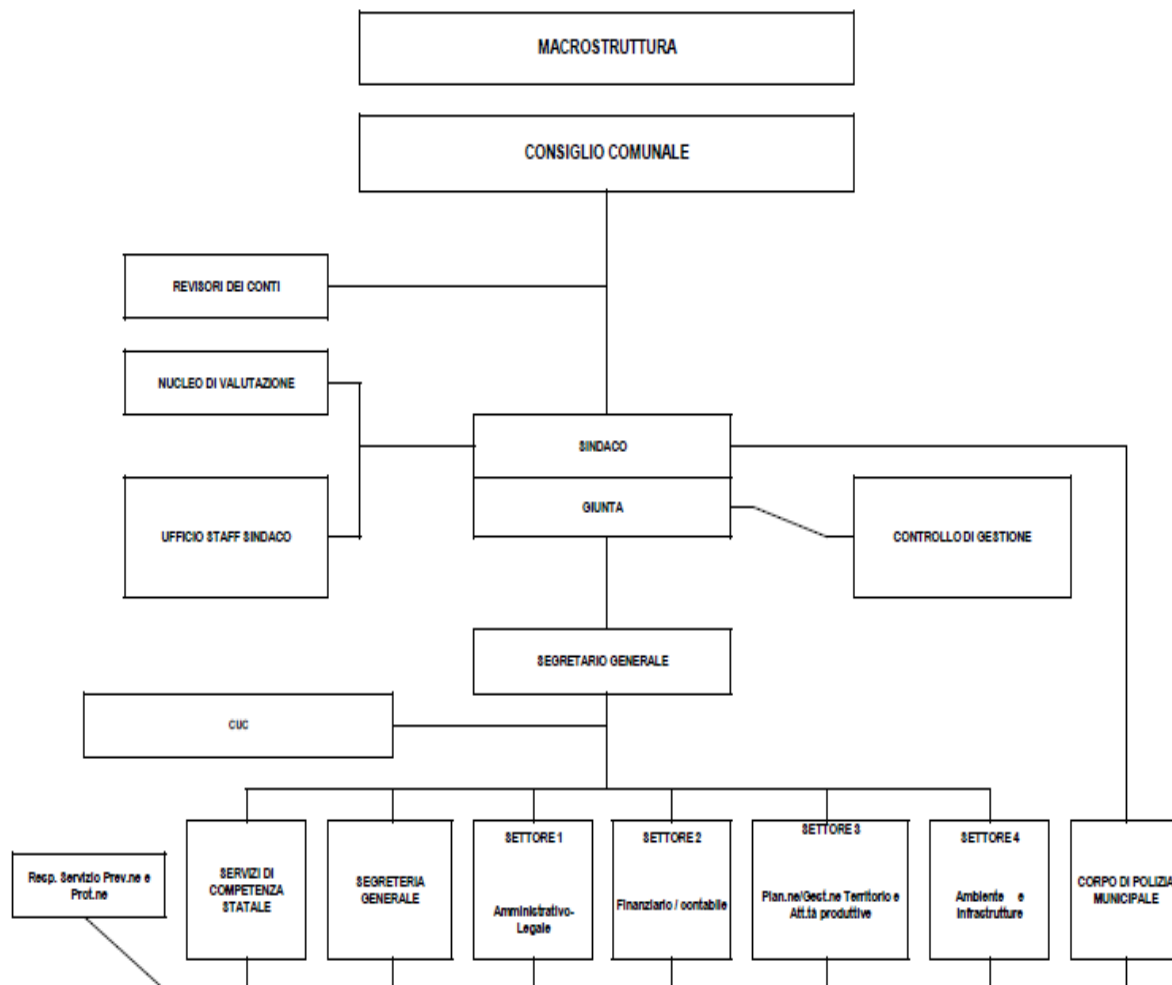 MACROSTRUTTURA
CONSIGLIO COMUNALE
REVISORI DEI CONTI
NUCLEO DI VALUTAZIONE
SINDACO
GIUNTA
UFFICIO STAFF SINDACO
CONTROLLO DI GESTIONE
SEGRETARIO GENERALE
CUC
Resp. Servizio Prev.ne e
Prot.ne
SERVIZI DI
COMPETENZA
STATALE
SEGRETERIA
GENERALE
SETTORE 1
Amministrativo-
Legale
SETTORE 2
Finanziario / contabile
SETTORE 3
Pian.ne/Gest.ne Territorio e
Att.tà produttive
SETTORE 4
Ambiente e
Infrastrutture
CORPO DI POLIZIA
MUNICIPALE